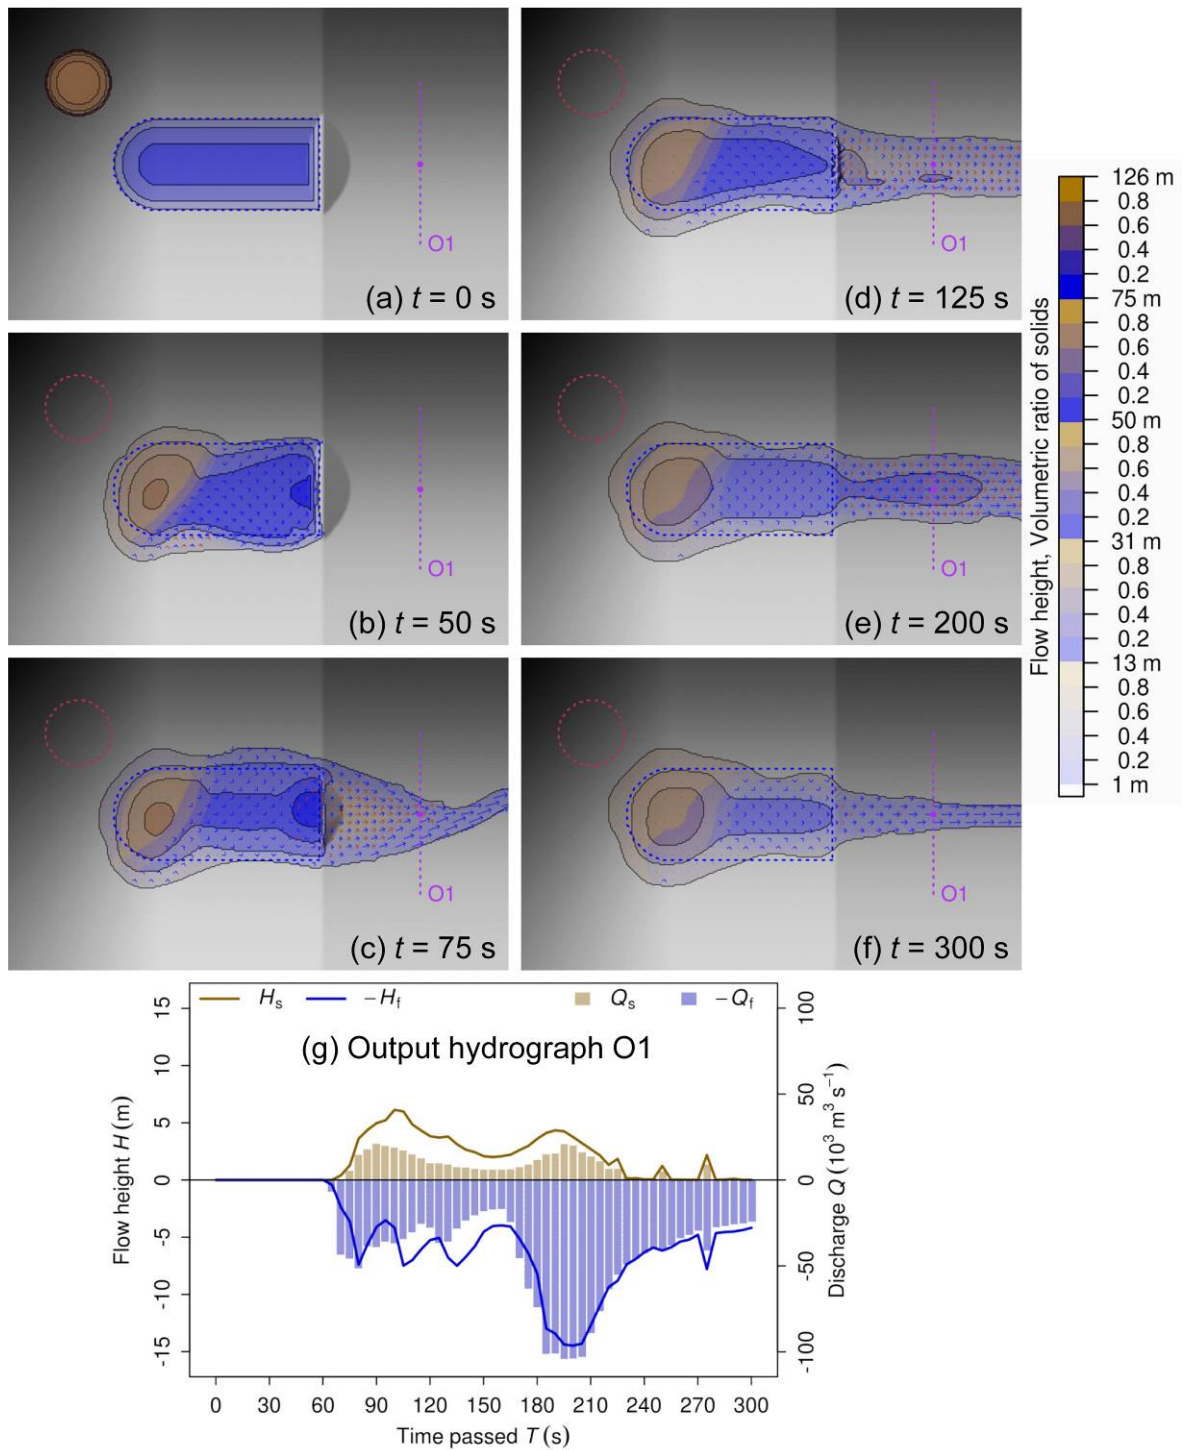 O1
(a) t = 0 s
O1
(d) t = 125 s
O1
(b) t = 50 s
O1
(e) t = 200 s
O1
(c) t = 75 s
O1
(f) t = 300 s
Flow height, Volumetric ratio of solids
126 m
0.8
0.6
0.4
0.2
75 m
0.8
0.6
0.4
0.2
50 m
0.8
0.6
0.4
0.2
31 m
0.8
0.6
0.4
0.2
13 m
0.8
0.6
0.4
0.2
1 m
Hs −Hf Qs −Qf
(g) Output hydrograph O1
Flow height H (m)
15
10
5
0
-5
-10
-15
100
50
0
-50
-100
Discharge Q (10³ m³ s⁻¹)
0 30 60 90 120 150 180 210 240 270 300
Time passed T (s)